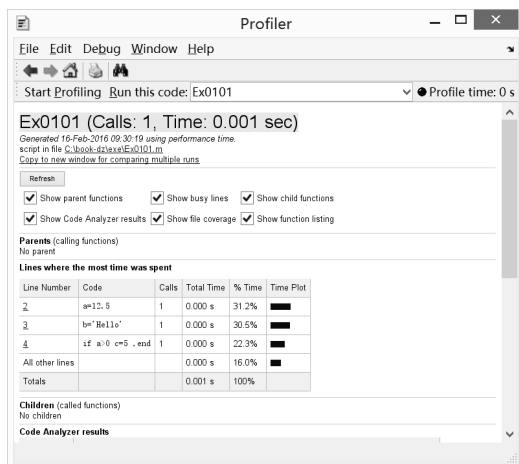 Profiler
File Edit Debug Window Help
Start Profiling Run this code: Ex0101 Profile time: 0 s
Ex0101 (Calls: 1, Time: 0.001 sec)
Generated 16-Feb-2016 09:30:19 using performance time.
script in file C:\book-dz\exe\Ex0101.m
Copy to new window for comparing multiple runs
Refresh
Show parent functions Show busy lines Show child functions
Show Code Analyzer results Show file coverage Show function listing
Parents (calling functions)
No parent
Lines where the most time was spent
Line Number Code Calls Total Time % Time Time Plot
2 a=12.5 1 0.000 s 31.2%
3 b='Hello' 1 0.000 s 30.5%
4 if a>0 c=5 ,end 1 0.000 s 22.3%
All other lines 0.000 s 16.0%
Totals 0.001 s 100%
Children (called functions)
No children
Code Analyzer results